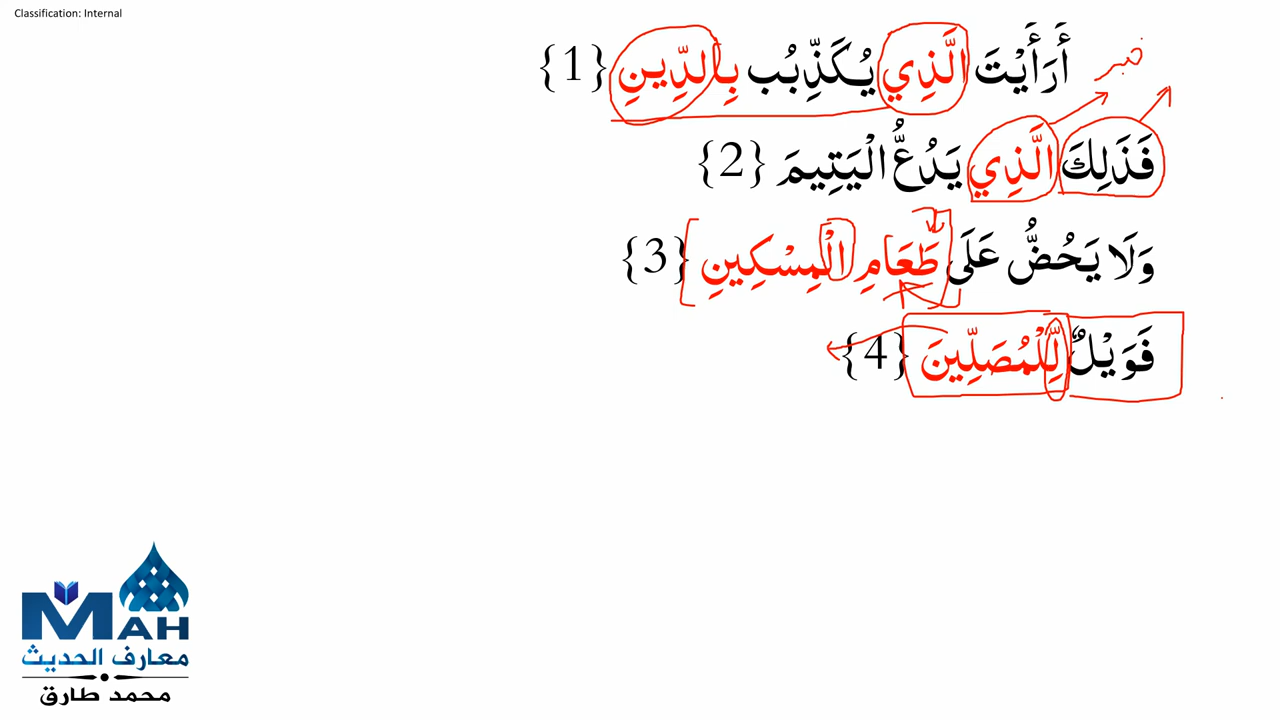 Classification: Internal
أَرَأَيْتَ الَّذِي يُكَذِّبُ بِالدِّينِ {1}
خبر
فَذَلِكَ الَّذِي يَدُعُّ الْيَتِيمَ {2}
وَلَا يَحُضُّ عَلَى طَعَامِ الْمِسْكِينِ {3}
فَوَيْلٌ لِّلْمُصَلِّينَ {4}
MAH
معارف الحديث
محمد طارق